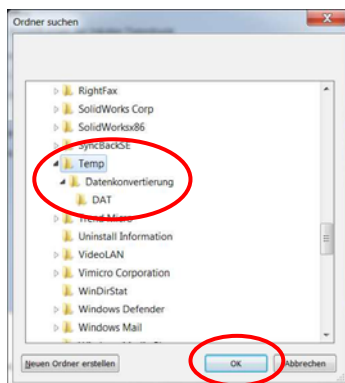 Ordner suchen
RightFax
SolidWorks Corp
SolidWorksx86
SyncBackSE
Temp
Datenkonvertierung
DAT
Trend Micro
Uninstall Information
VideoLAN
Vimicro Corporation
WinDirStat
Windows Defender
Windows Mail
Neuen Ordner erstellen
OK
Abbrechen